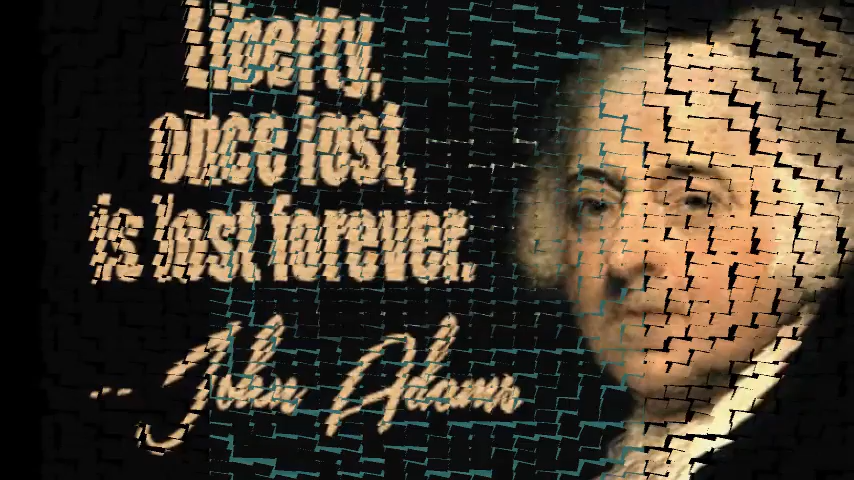 Liberty,
once lost,
is lost forever.
-- John Adams